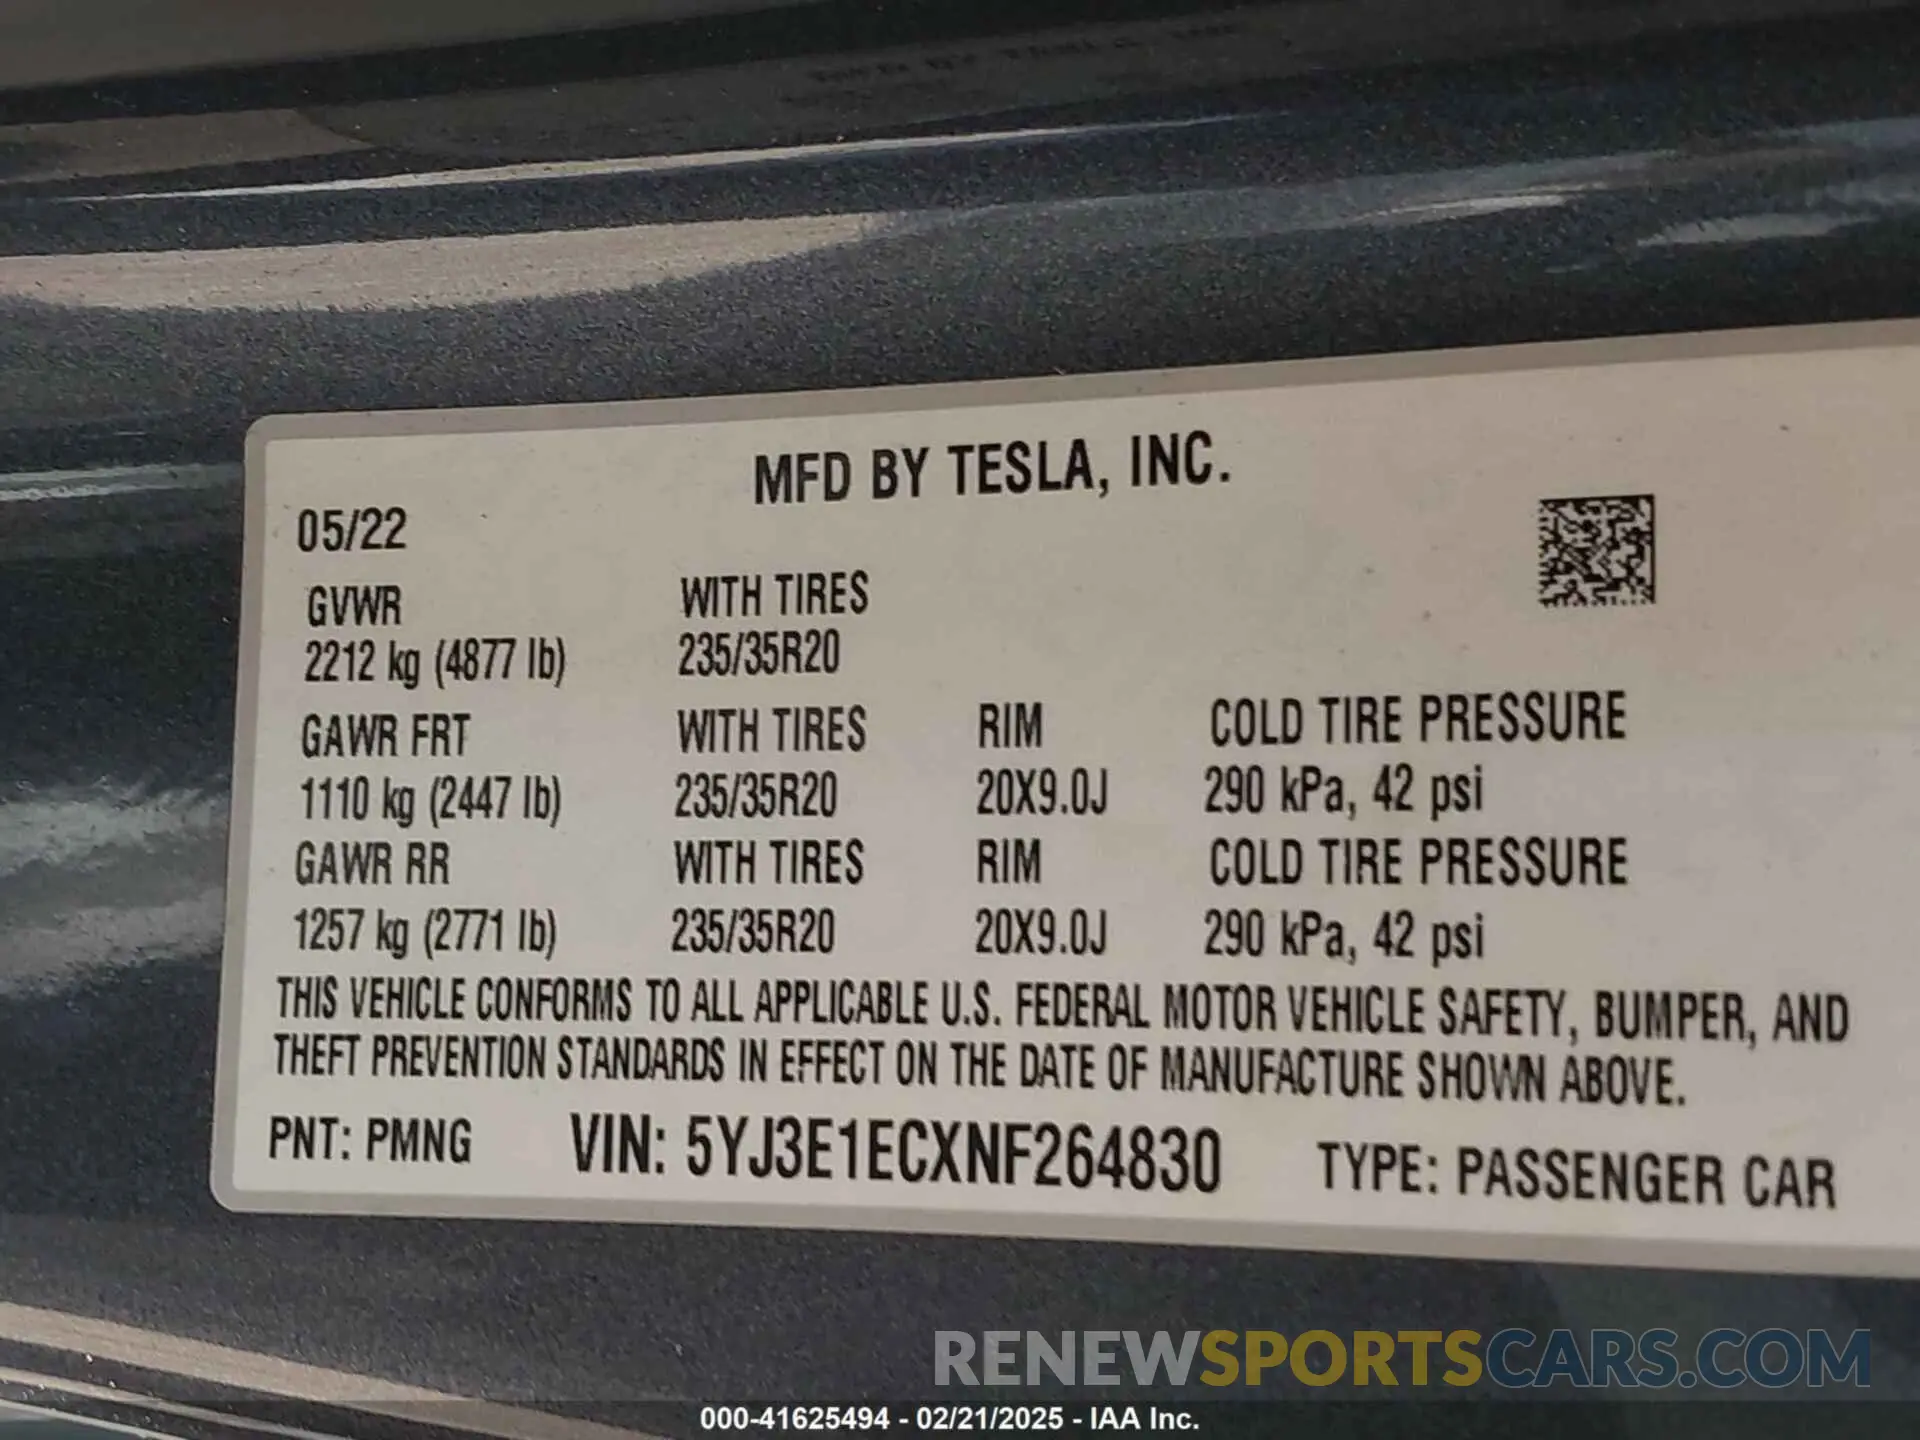 MFD BY TESLA, INC.
05/22
GVWR WITH TIRES
2212 kg (4877 lb) 235/35R20
GAWR FRT WITH TIRES RIM COLD TIRE PRESSURE
1110 kg (2447 lb) 235/35R20 20X9.0J 290 kPa, 42 psi
GAWR RR WITH TIRES RIM COLD TIRE PRESSURE
1257 kg (2771 lb) 235/35R20 20X9.0J 290 kPa, 42 psi
THIS VEHICLE CONFORMS TO ALL APPLICABLE U.S. FEDERAL MOTOR VEHICLE SAFETY, BUMPER, AND
THEFT PREVENTION STANDARDS IN EFFECT ON THE DATE OF MANUFACTURE SHOWN ABOVE.
PNT: PMNG VIN: 5YJ3E1ECXNF264830 TYPE: PASSENGER CAR
RENEWSPORTSCARS.COM
000-41625494 - 02/21/2025 - IAA Inc.